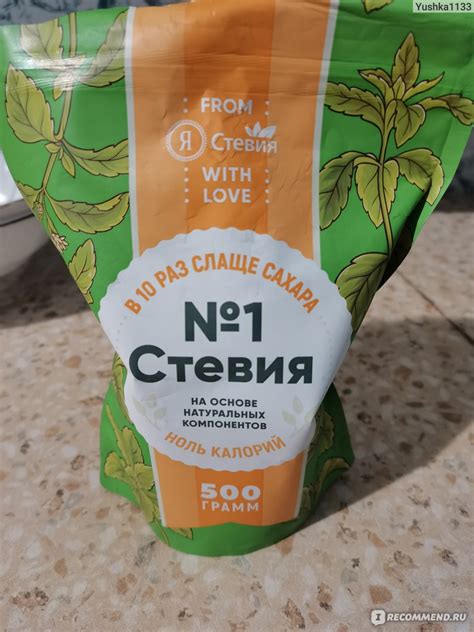 Yushka1133
FROM
Я Стевия
WITH
LOVE
В 10 РАЗ СЛАЩЕ САХАРА
№1
Стевия
НА ОСНОВЕ
НАТУРАЛЬНЫХ
КОМПОНЕНТОВ
НОЛЬ КАЛОРИЙ
500
ГРАММ
I RECOMMEND.RU